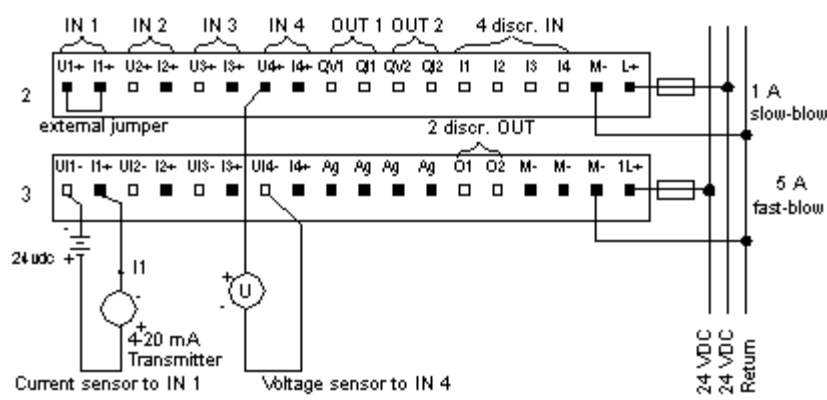 IN 1 IN 2 IN 3 IN 4 OUT 1 OUT 2 4 discr. IN
U1+ I1+ U2+ I2+ U3+ I3+ U4+ I4+ QV1 QI1 QV2 QI2 I1 I2 I3 I4 M- L+
2
1 A
slow-blow
external jumper
2 discr. OUT
UI1- I1+ UI2- I2+ UI3- I3+ UI4- I4+ Ag Ag Ag Ag O1 O2 M- M- M- 1L+
3
5 A
fast-blow
-
24 vdc +
I1
-
+
+
U
-
4-20 mA
Transmitter
Current sensor to IN 1
Voltage sensor to IN 4
24 VDC
24 VDC
Return